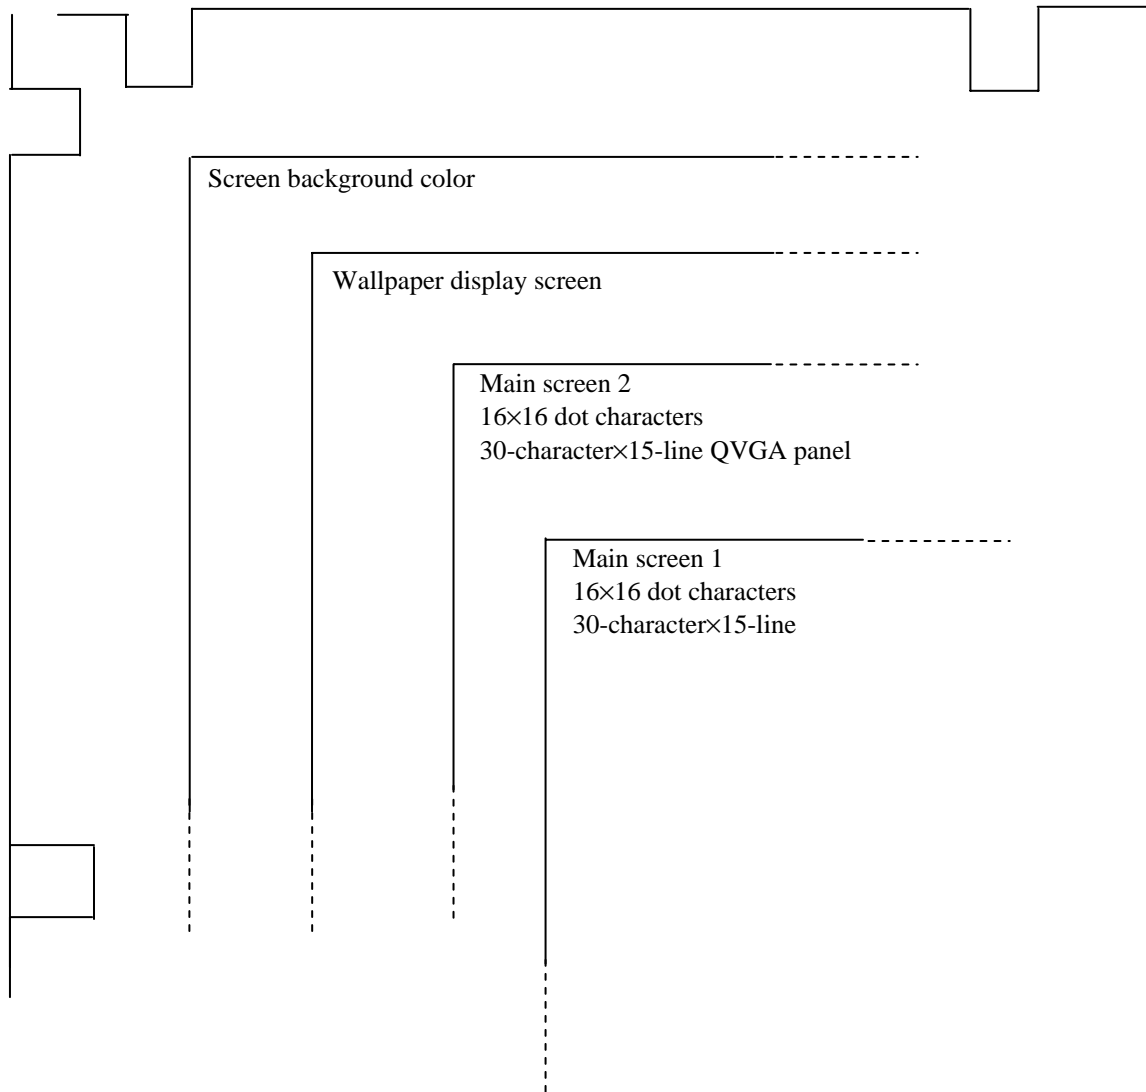 Screen background color
Wallpaper display screen
Main screen 2
16×16 dot characters
30-character×15-line QVGA panel
Main screen 1
16×16 dot characters
30-character×15-line